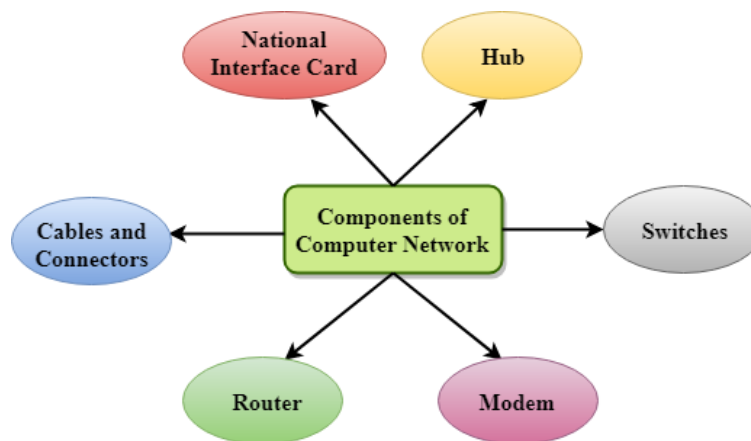 National
Interface Card
Hub
Components of
Computer Network
Cables and
Connectors
Switches
Router
Modem